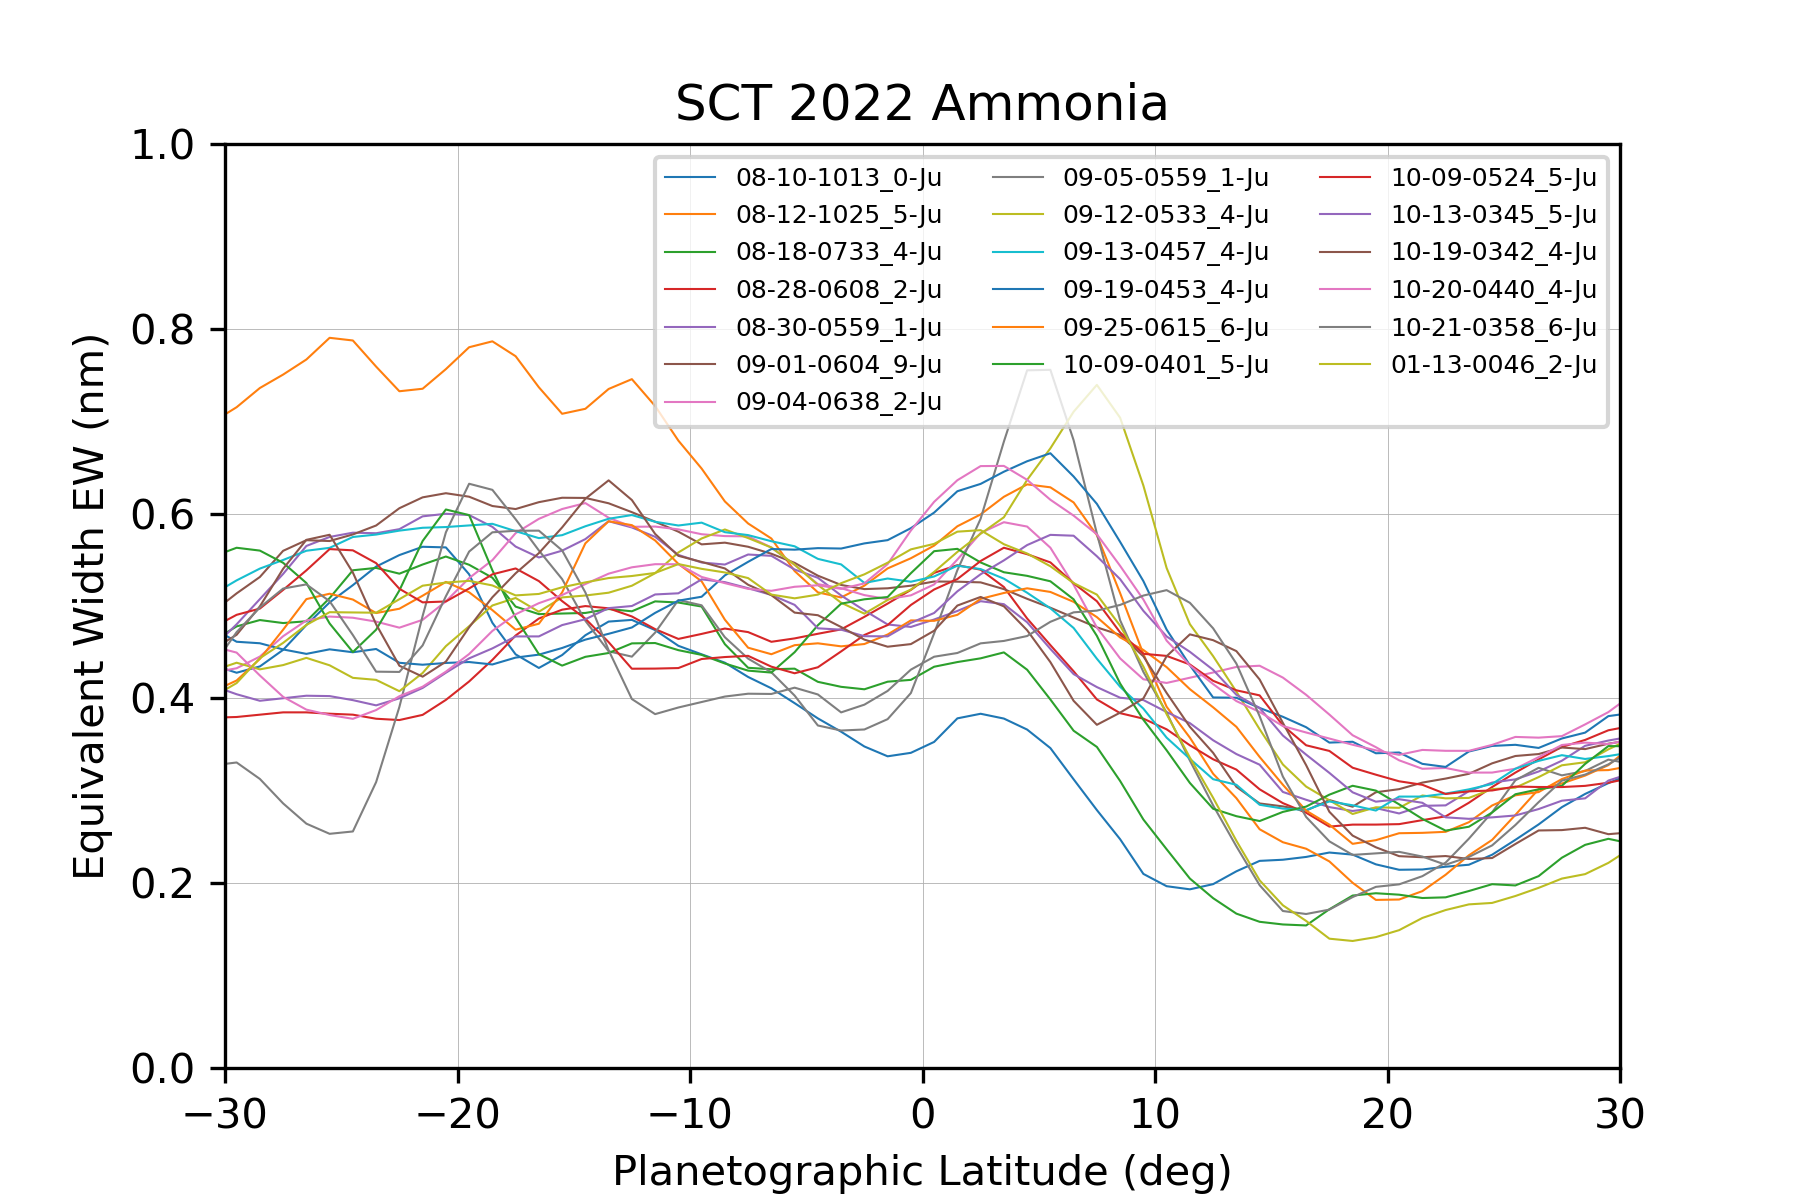 SCT 2022 Ammonia
1.0
0.8
0.6
0.4
0.2
0.0
Equivalent Width EW (nm)
08-10-1013_0-Ju
08-12-1025_5-Ju
08-18-0733_4-Ju
08-28-0608_2-Ju
08-30-0559_1-Ju
09-01-0604_9-Ju
09-04-0638_2-Ju
09-05-0559_1-Ju
09-12-0533_4-Ju
09-13-0457_4-Ju
09-19-0453_4-Ju
09-25-0615_6-Ju
10-09-0401_5-Ju
10-09-0524_5-Ju
10-13-0345_5-Ju
10-19-0342_4-Ju
10-20-0440_4-Ju
10-21-0358_6-Ju
01-13-0046_2-Ju
−30 −20 −10 0 10 20 30
Planetographic Latitude (deg)